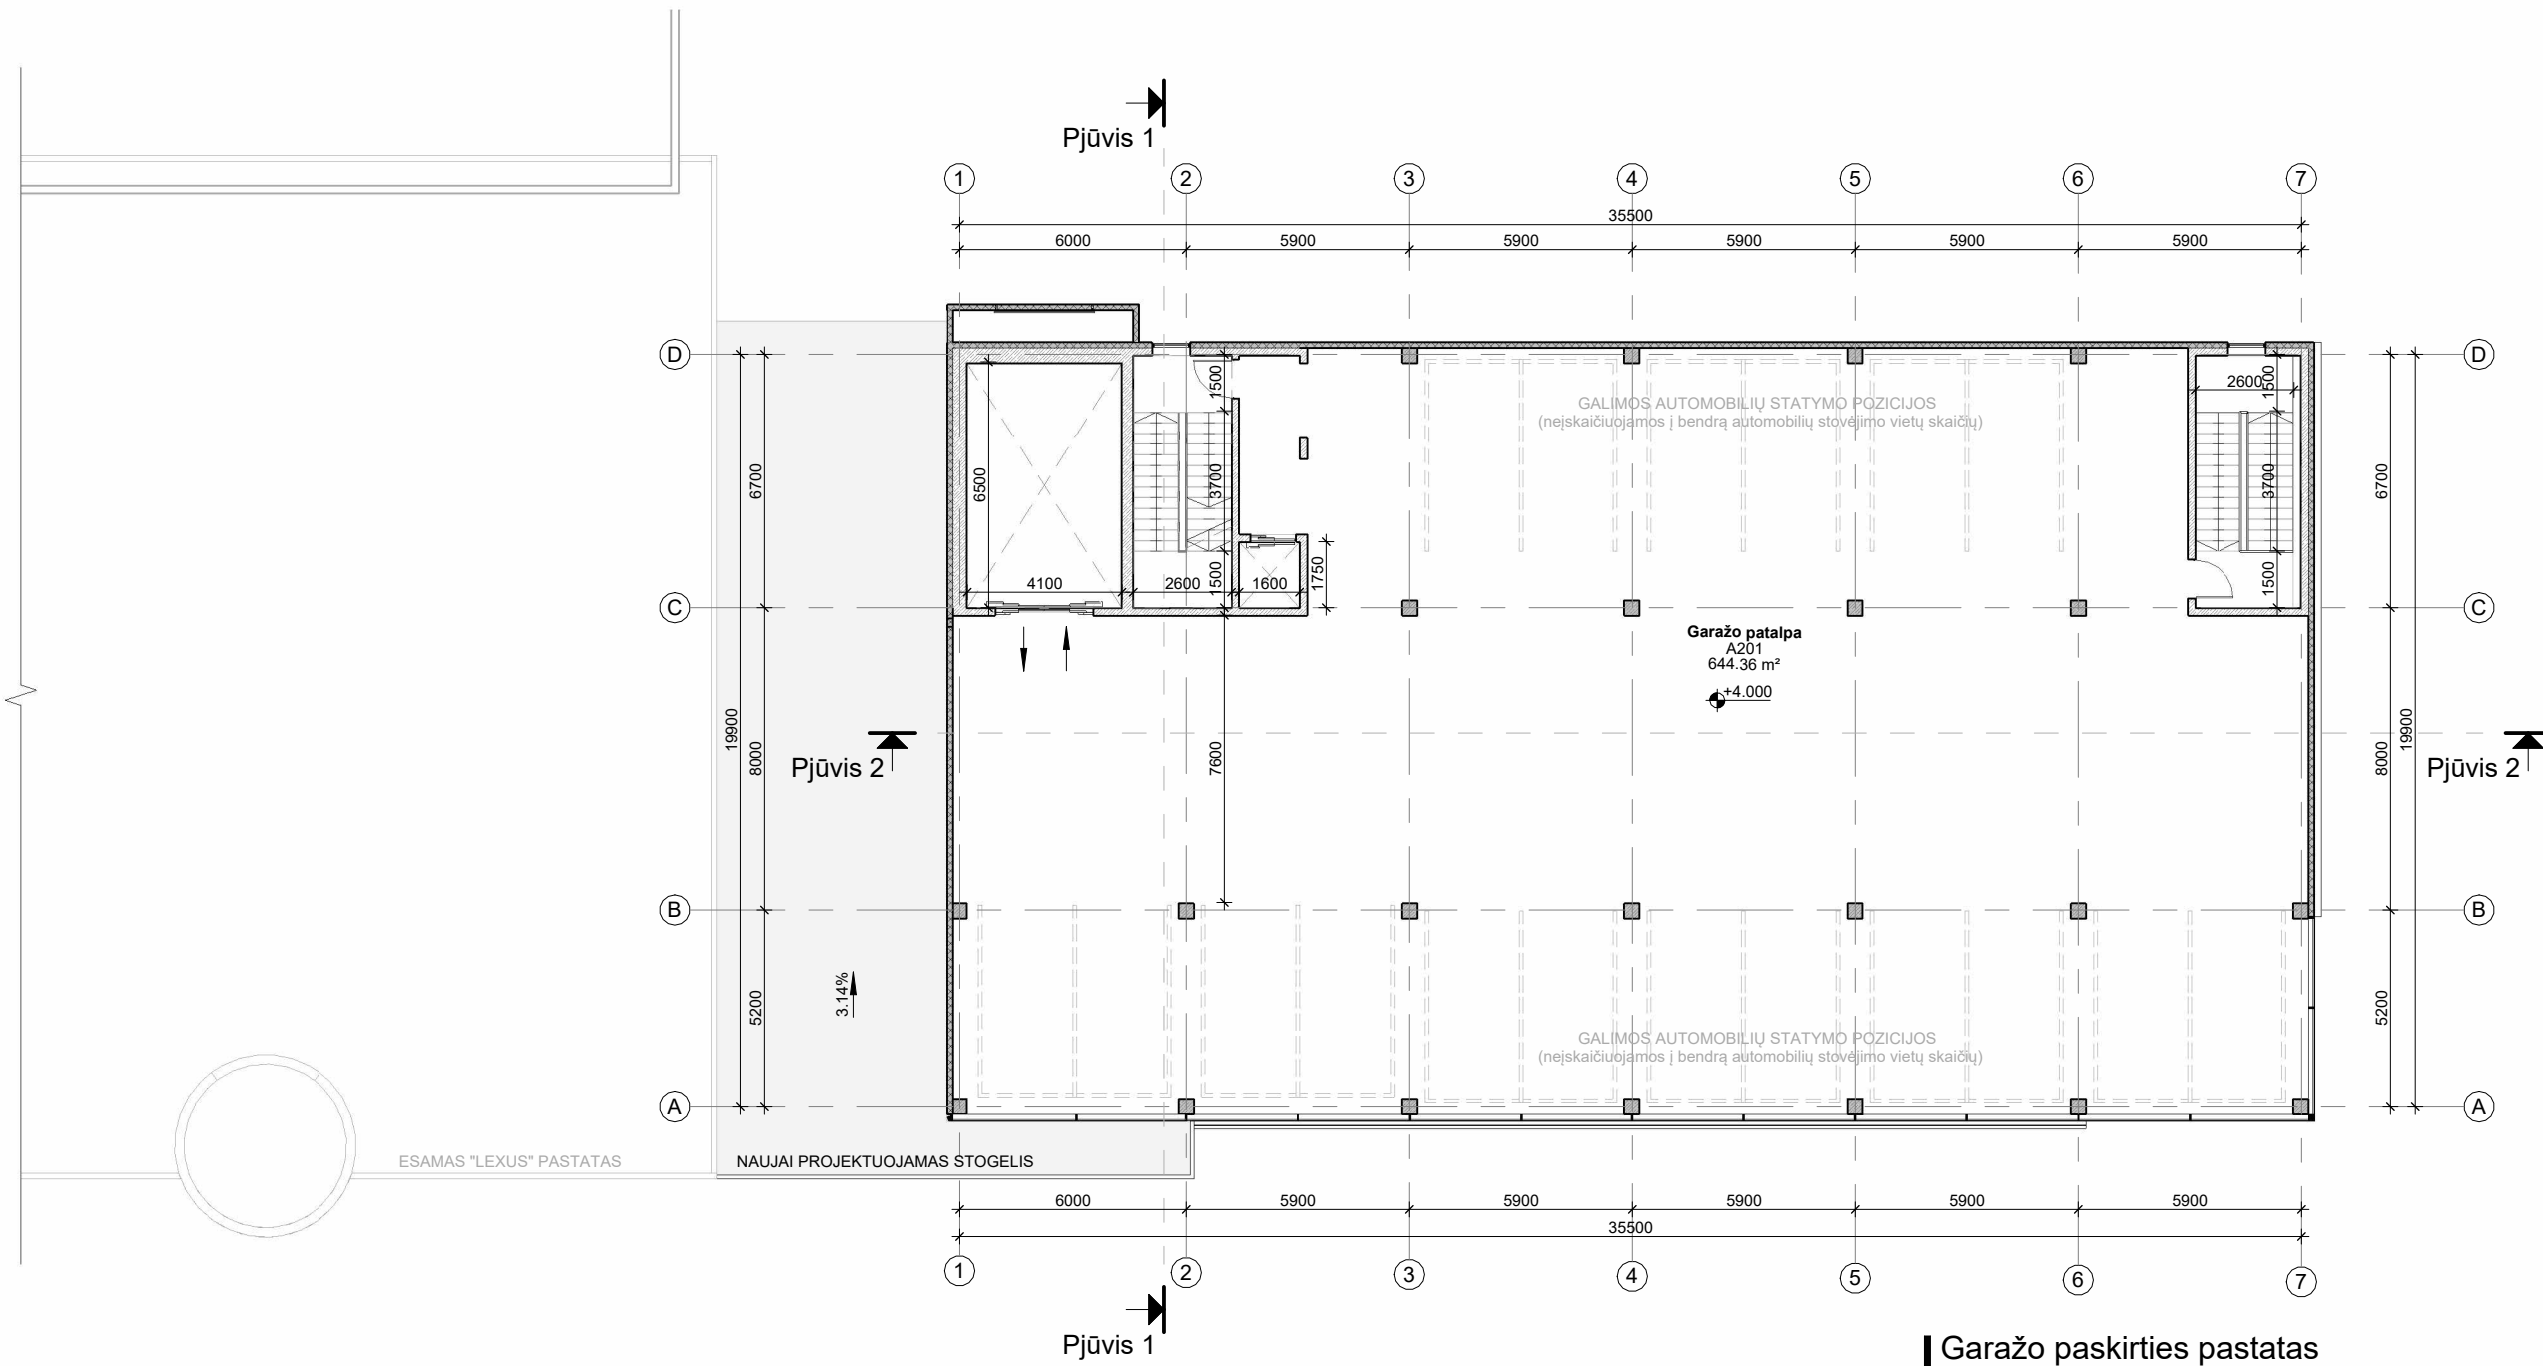 Pjūvis 1
1
2
3
4
5
6
7
35500
6000
5900
5900
5900
5900
5900
D
D
1500
2600
1500
GALIMOS AUTOMOBILIŲ STATYMO POZICIJOS
(neįskaičiuojamos į bendrą automobilių stovėjimo vietų skaičių)
6700
6500
3700
3700
6700
4100
2600
1500
1600
1750
1500
C
C
Garažo patalpa
A201
644.36 m²
+4.000
19900
8000
7600
8000
19900
Pjūvis 2
Pjūvis 2
B
B
3.14%
5200
5200
GALIMOS AUTOMOBILIŲ STATYMO POZICIJOS
(neįskaičiuojamos į bendrą automobilių stovėjimo vietų skaičių)
A
A
ESAMAS "LEXUS" PASTATAS
NAUJAI PROJEKTUOJAMAS STOGELIS
6000
5900
5900
5900
5900
5900
35500
1
2
3
4
5
6
7
Pjūvis 1
Garažo paskirties pastatas